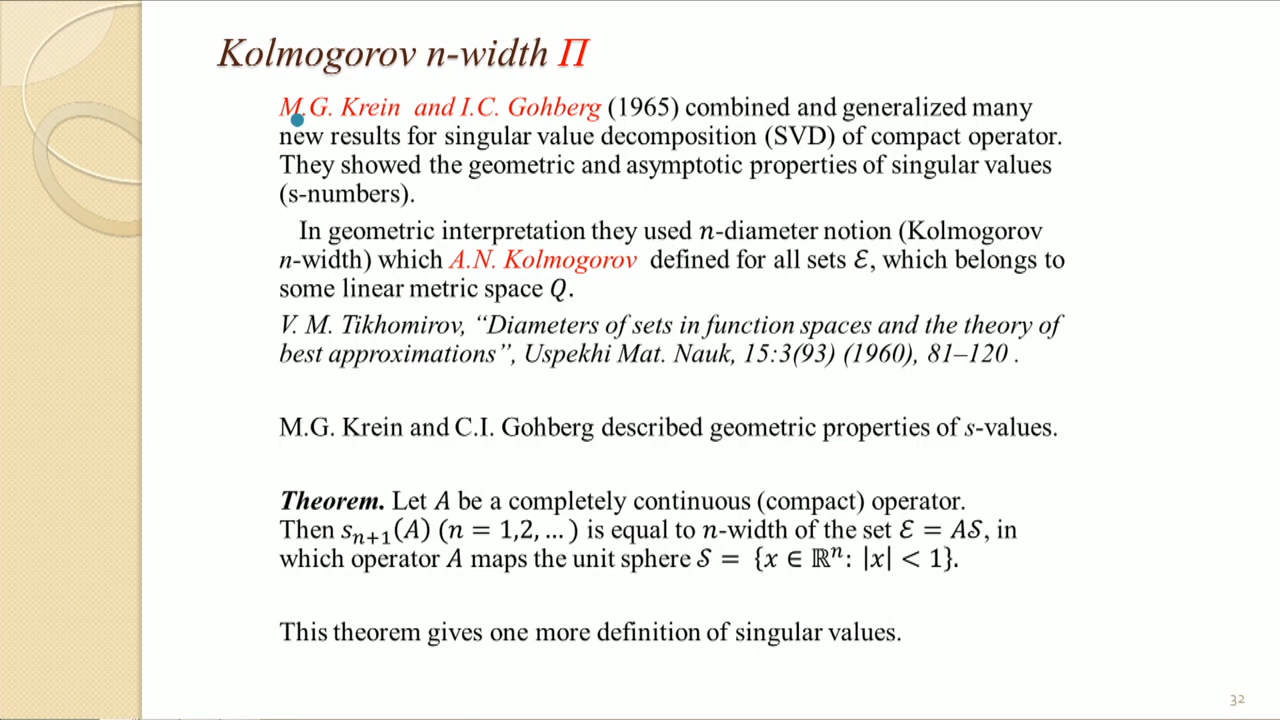 Kolmogorov n-width П
M.G. Krein and I.C. Gohberg (1965) combined and generalized many
new results for singular value decomposition (SVD) of compact operator.
They showed the geometric and asymptotic properties of singular values
(s-numbers).
In geometric interpretation they used n-diameter notion (Kolmogorov
n-width) which A.N. Kolmogorov defined for all sets ℰ, which belongs to
some linear metric space Q.
V. M. Tikhomirov, “Diameters of sets in function spaces and the theory of
best approximations”, Uspekhi Mat. Nauk, 15:3(93) (1960), 81–120 .
M.G. Krein and C.I. Gohberg described geometric properties of s-values.
Theorem. Let A be a completely continuous (compact) operator.
Then sₙ₊₁(A) (n = 1,2, … ) is equal to n-width of the set ℰ = A𝒮, in
which operator A maps the unit sphere 𝒮 = {x ∈ ℝⁿ: |x| < 1}.
This theorem gives one more definition of singular values.
32